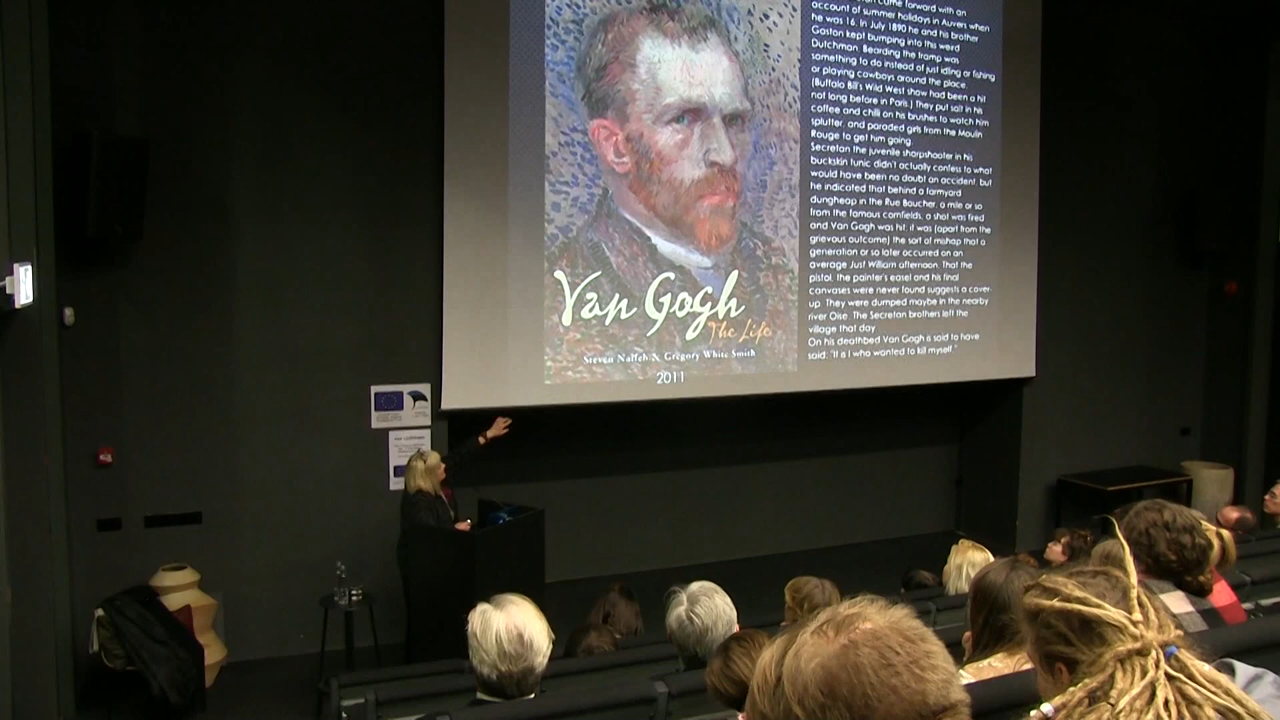 came forward with an
account of summer holidays in Auvers when
he was 16. In July 1890 he and his brother
Gaston kept bumping into this weird
Dutchman. Bearding the tramp was
something to do instead of just idling or fishing
or playing cowboys around the place.
(Buffalo Bill's Wild West show had been a hit
not long before in Paris.) They put salt in his
coffee and chilli on his brushes to watch him
splutter, and paraded girls from the Moulin
Rouge to get him going.
Secretan the juvenile sharpshooter in his
buckskin tunic didn't actually confess to what
would have been no doubt an accident, but
he indicated that behind a farmyard
dungheap in the Rue Boucher, a mile or so
from the famous cornfields, a shot was fired
and Van Gogh was hit: it was (apart from the
grievous outcome) the sort of mishap that a
generation or so later occurred on an
average Just William afternoon. That the
pistol, the painter's easel and his final
canvases were never found suggests a cover-
up. They were dumped maybe in the nearby
river Oise. The Secretan brothers left the
village that day
On his deathbed Van Gogh is said to have
said: "It is I who wanted to kill myself."
Van Gogh
The Life
Steven Naifeh & Gregory White Smith
2011